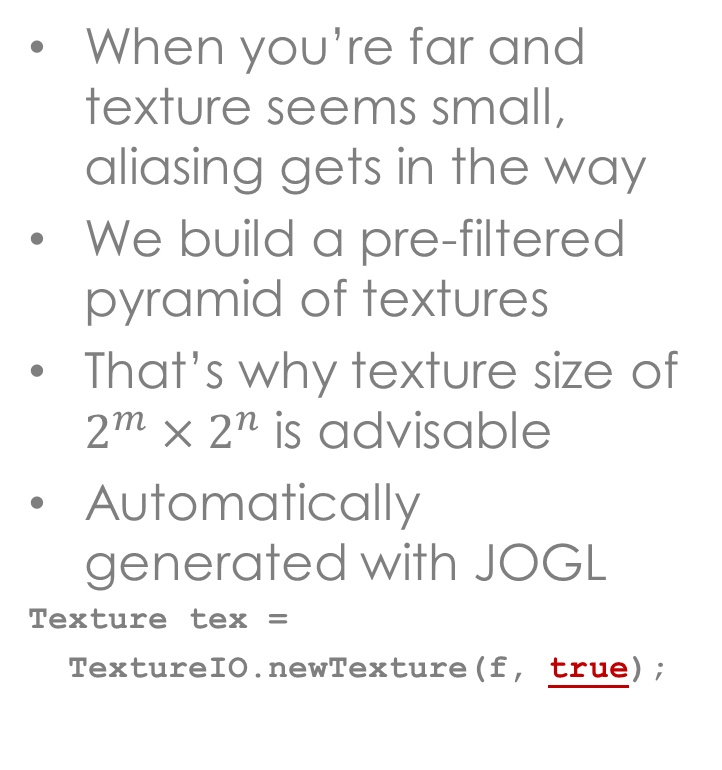 • When you’re far and
texture seems small,
aliasing gets in the way
• We build a pre-filtered
pyramid of textures
• That’s why texture size of
2^m × 2^n is advisable
• Automatically
generated with JOGL
Texture tex =
TextureIO.newTexture(f, true);